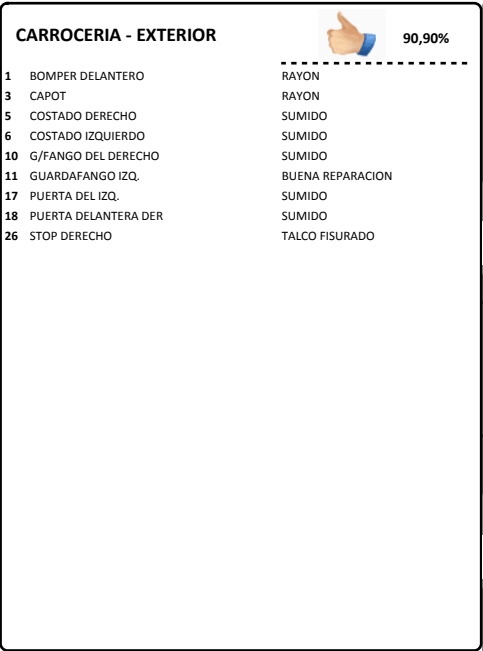 CARROCERIA - EXTERIOR 90,90%
1 BOMPER DELANTERO RAYON
3 CAPOT RAYON
5 COSTADO DERECHO SUMIDO
6 COSTADO IZQUIERDO SUMIDO
10 G/FANGO DEL DERECHO SUMIDO
11 GUARDAFANGO IZQ. BUENA REPARACION
17 PUERTA DEL IZQ. SUMIDO
18 PUERTA DELANTERA DER SUMIDO
26 STOP DERECHO TALCO FISURADO